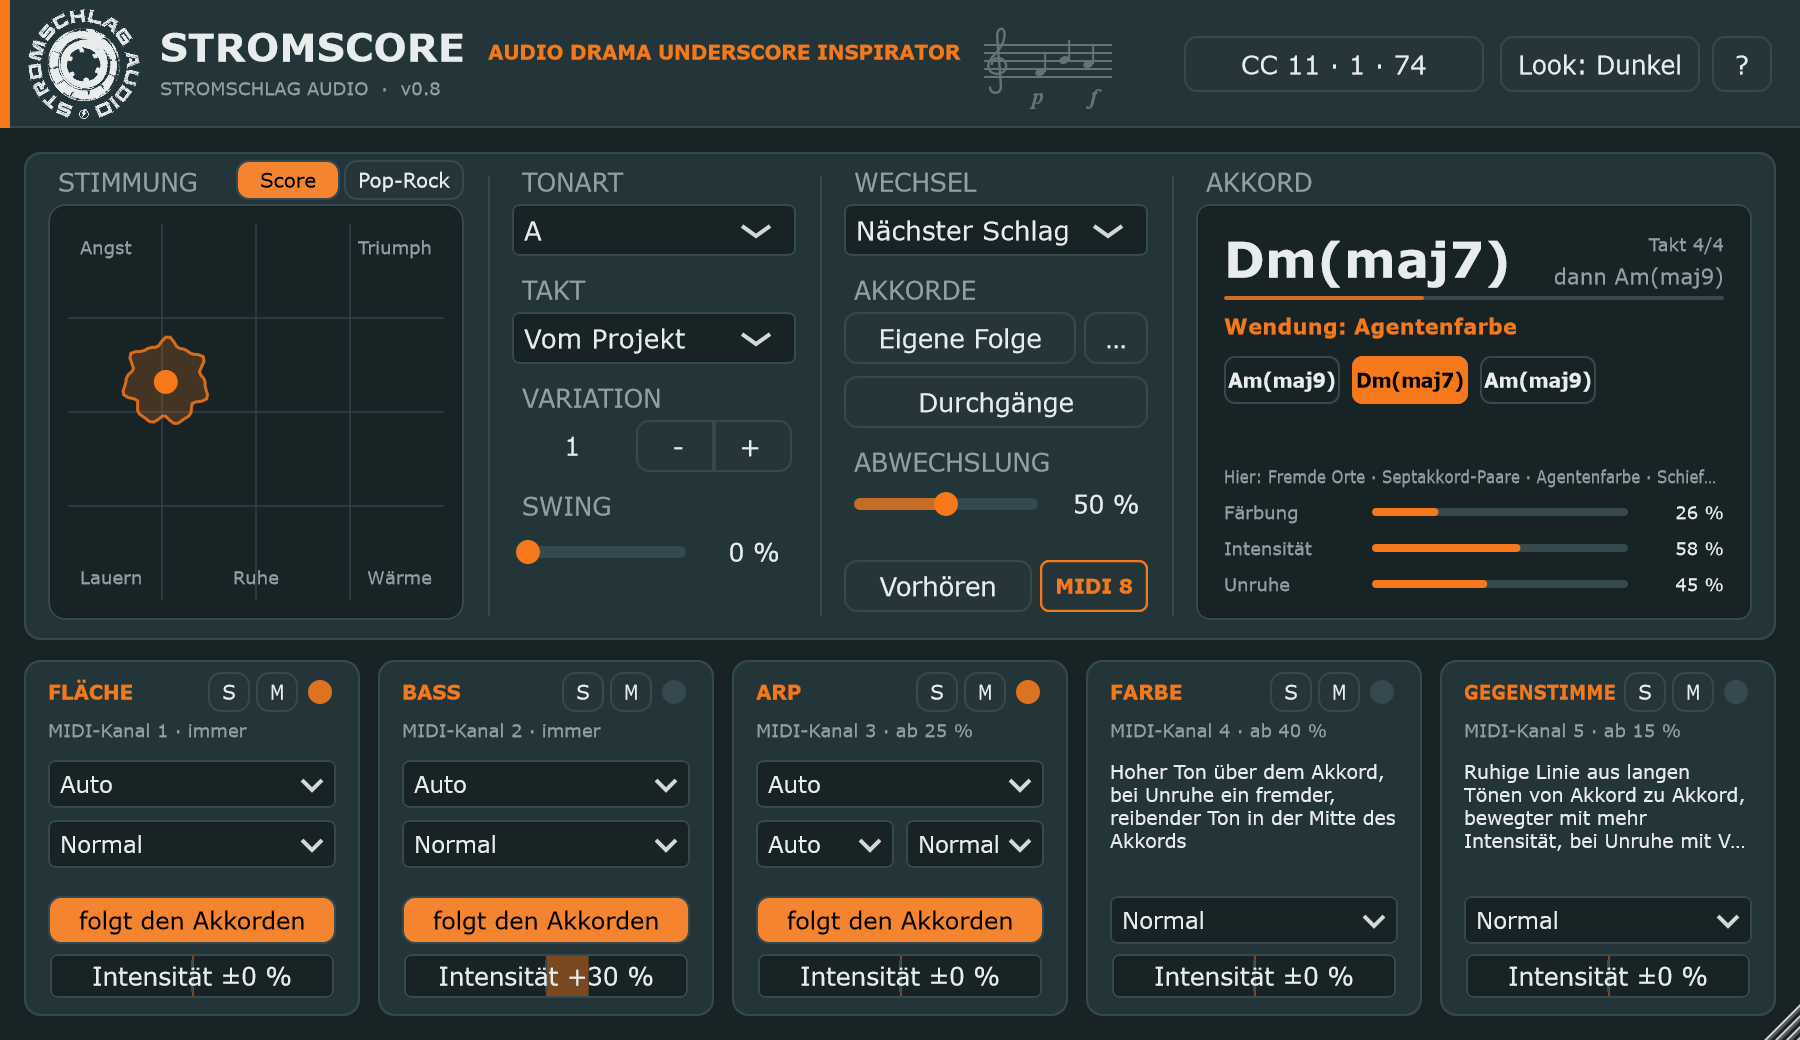 STROMSCHLAG AUDIO · STROMSCHLAG AUDIO
STROMSCORE
AUDIO DRAMA UNDERSCORE INSPIRATOR
STROMSCHLAG AUDIO · v0.8
p f
CC 11 · 1 · 74
Look: Dunkel
?
STIMMUNG
Score
Pop-Rock
Angst
Triumph
Lauern
Ruhe
Wärme
TONART
A
TAKT
Vom Projekt
VARIATION
1
-
+
SWING
0 %
WECHSEL
Nächster Schlag
AKKORDE
Eigene Folge
...
Durchgänge
ABWECHSLUNG
50 %
Vorhören
MIDI 8
AKKORD
Dm(maj7)
Takt 4/4
dann Am(maj9)
Wendung: Agentenfarbe
Am(maj9)
Dm(maj7)
Am(maj9)
Hier: Fremde Orte · Septakkord-Paare · Agentenfarbe · Schief...
Färbung
26 %
Intensität
58 %
Unruhe
45 %
FLÄCHE
S
M
MIDI-Kanal 1 · immer
Auto
Normal
folgt den Akkorden
Intensität ±0 %
BASS
S
M
MIDI-Kanal 2 · immer
Auto
Normal
folgt den Akkorden
Intensität +30 %
ARP
S
M
MIDI-Kanal 3 · ab 25 %
Auto
Auto
Normal
folgt den Akkorden
Intensität ±0 %
FARBE
S
M
MIDI-Kanal 4 · ab 40 %
Hoher Ton über dem Akkord,
bei Unruhe ein fremder,
reibender Ton in der Mitte des
Akkords
Normal
Intensität ±0 %
GEGENSTIMME
S
M
MIDI-Kanal 5 · ab 15 %
Ruhige Linie aus langen
Tönen von Akkord zu Akkord,
bewegter mit mehr
Intensität, bei Unruhe mit V...
Normal
Intensität ±0 %